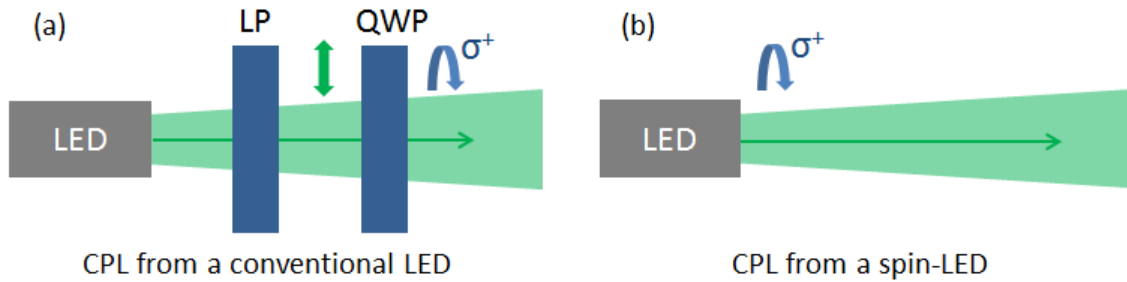 (a)
LP
QWP
σ+
LED
CPL from a conventional LED
(b)
σ+
LED
CPL from a spin-LED